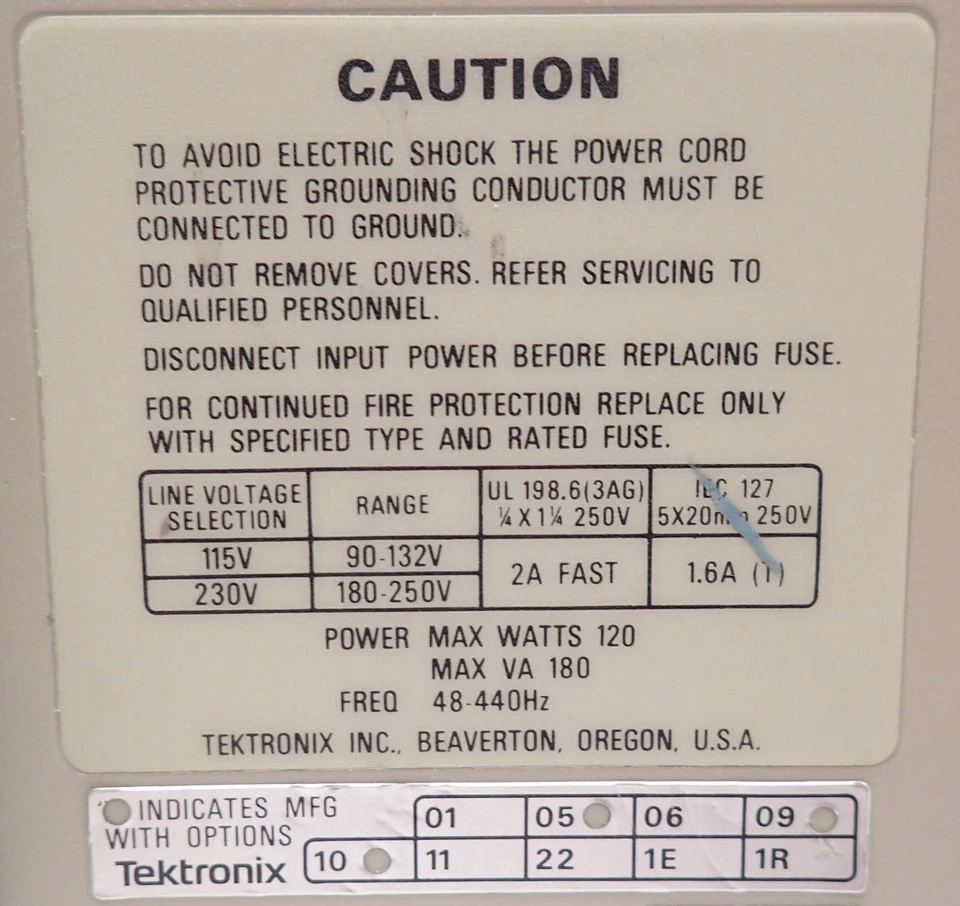 CAUTION
TO AVOID ELECTRIC SHOCK THE POWER CORD
PROTECTIVE GROUNDING CONDUCTOR MUST BE
CONNECTED TO GROUND.
DO NOT REMOVE COVERS. REFER SERVICING TO
QUALIFIED PERSONNEL.
DISCONNECT INPUT POWER BEFORE REPLACING FUSE.
FOR CONTINUED FIRE PROTECTION REPLACE ONLY
WITH SPECIFIED TYPE AND RATED FUSE.
LINE VOLTAGE SELECTION RANGE UL 198.6(3AG) ¼ X 1¼ 250V IEC 127 5X20mm 250V
115V 90-132V 2A FAST 1.6A (T)
230V 180-250V
POWER MAX WATTS 120
MAX VA 180
FREQ 48-440Hz
TEKTRONIX INC., BEAVERTON, OREGON, U.S.A.
INDICATES MFG
WITH OPTIONS
Tektronix
01 05 06 09
10 11 22 1E 1R